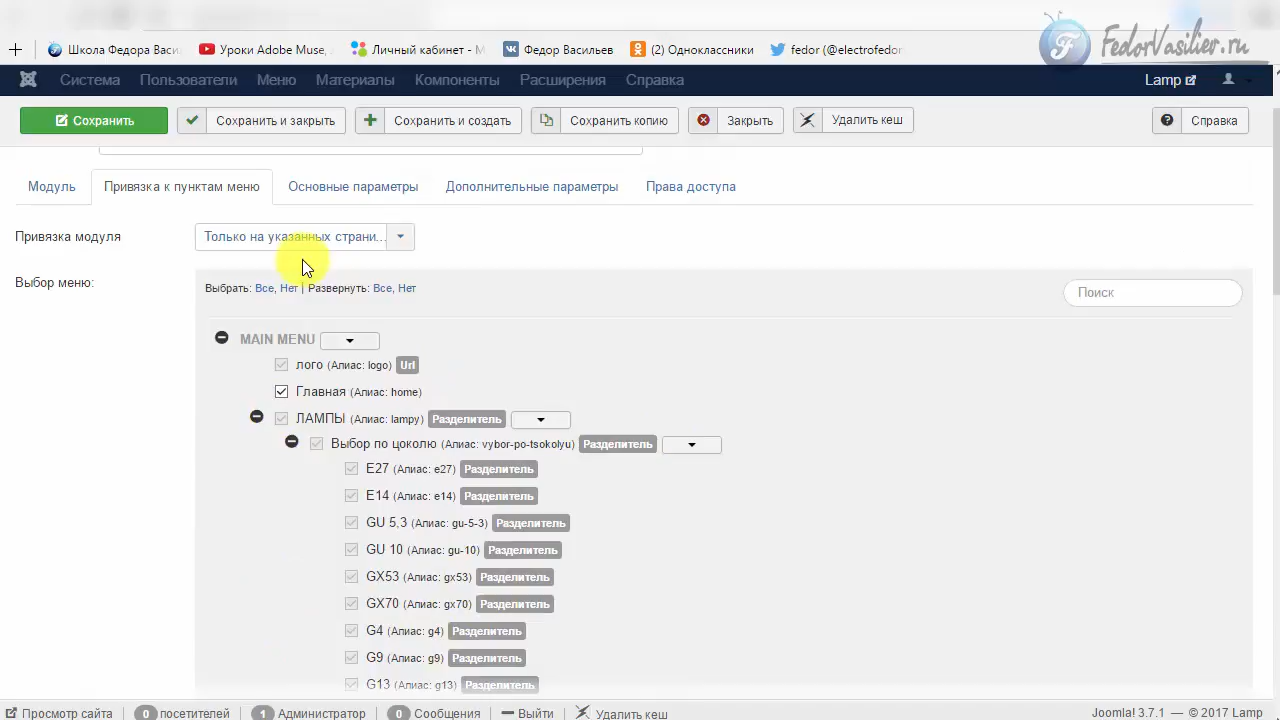 FedorVasilier.ru
Школа Федора Васи
Уроки Adobe Muse,
Личный кабинет - М
Федор Васильев
(2) Одноклассники
fedor (@electrofedor
Система Пользователи Меню Материалы Компоненты Расширения Справка Lamp
Сохранить Сохранить и закрыть Сохранить и создать Сохранить копию Закрыть Удалить кеш Справка
Модуль Привязка к пунктам меню Основные параметры Дополнительные параметры Права доступа
Привязка модуля Только на указанных страни...
Выбор меню:
Выбрать: Все, Нет | Развернуть: Все, Нет Поиск
MAIN MENU
лого (Алиас: logo) Url
Главная (Алиас: home)
ЛАМПЫ (Алиас: lampy) Разделитель
Выбор по цоколю (Алиас: vybor-po-tsokolyu) Разделитель
E27 (Алиас: e27) Разделитель
E14 (Алиас: e14) Разделитель
GU 5,3 (Алиас: gu-5-3) Разделитель
GU 10 (Алиас: gu-10) Разделитель
GX53 (Алиас: gx53) Разделитель
GX70 (Алиас: gx70) Разделитель
G4 (Алиас: g4) Разделитель
G9 (Алиас: g9) Разделитель
G13 (Алиас: g13) Разделитель
Просмотр сайта 0 посетителей 1 Администратор 0 Сообщения Выйти Удалить кеш Joomla! 3.7.1 — © 2017 Lamp